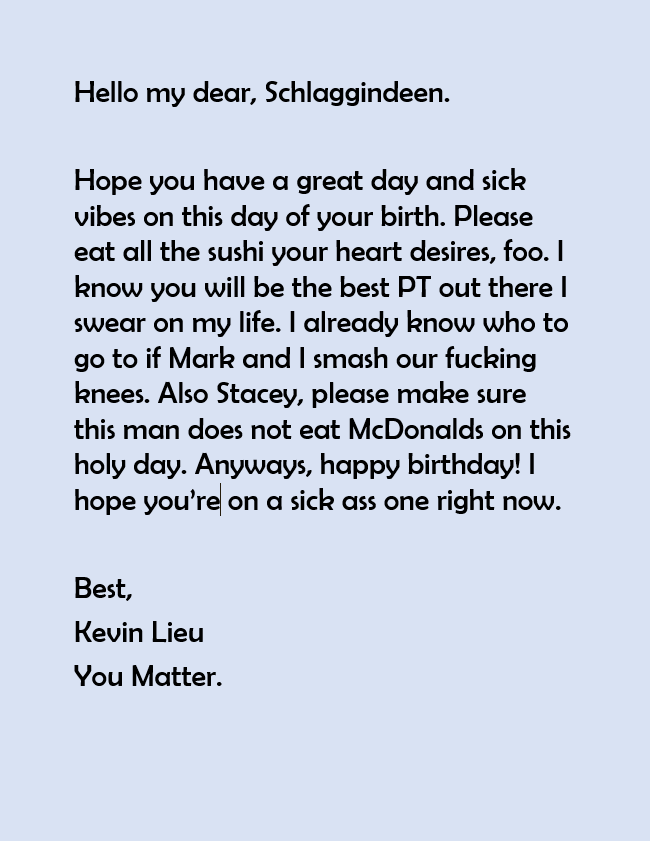 Hello my dear, Schlaggindeen.
Hope you have a great day and sick
vibes on this day of your birth. Please
eat all the sushi your heart desires, foo. I
know you will be the best PT out there I
swear on my life. I already know who to
go to if Mark and I smash our fucking
knees. Also Stacey, please make sure
this man does not eat McDonalds on this
holy day. Anyways, happy birthday! I
hope you’re on a sick ass one right now.
Best,
Kevin Lieu
You Matter.